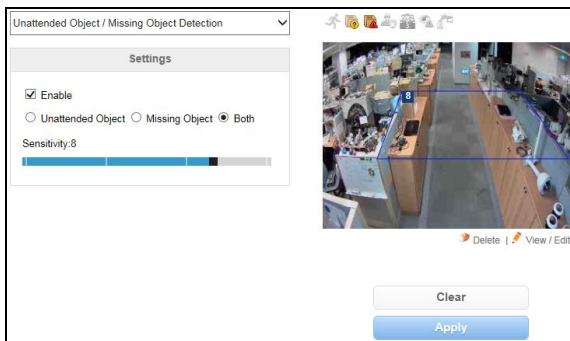 Unattended Object / Missing Object Detection
Settings
Enable
Unattended Object Missing Object Both
Sensitivity:8
8
Delete | View / Edit
Clear
Apply